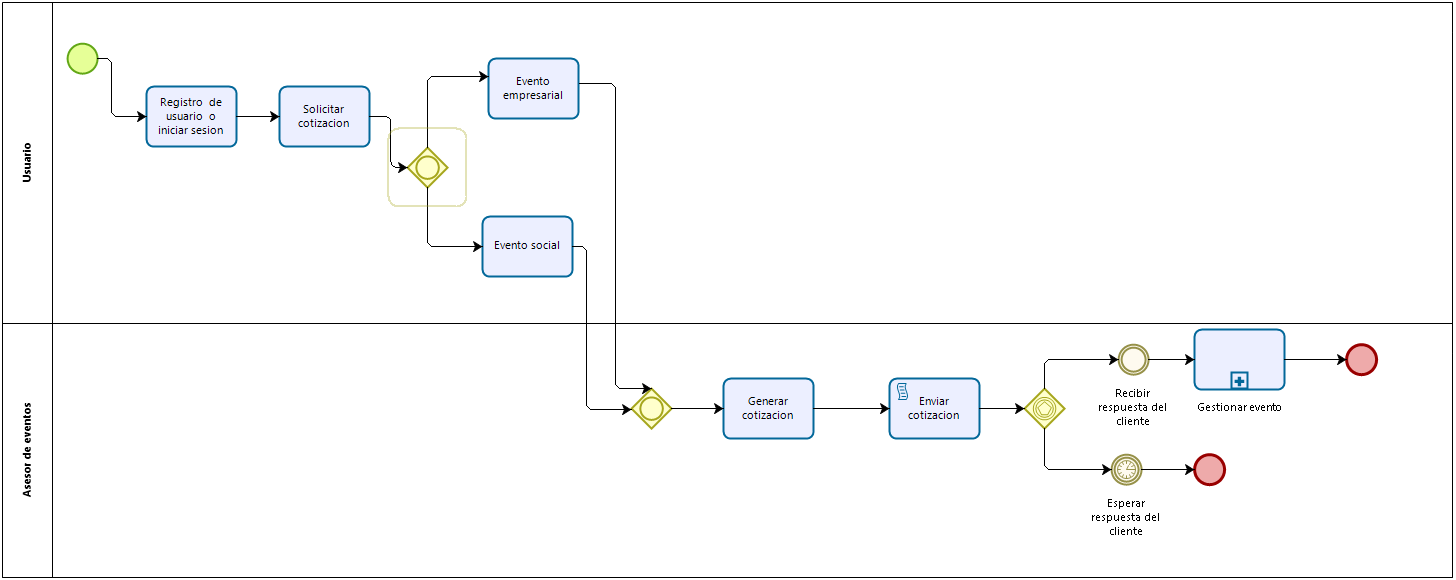 Usuario
Registro de
usuario o
iniciar sesion
Solicitar
cotizacion
Evento
empresarial
Evento social
Asesor de eventos
Generar
cotizacion
Enviar
cotizacion
Recibir
respuesta del
cliente
Gestionar evento
Esperar
respuesta del
cliente